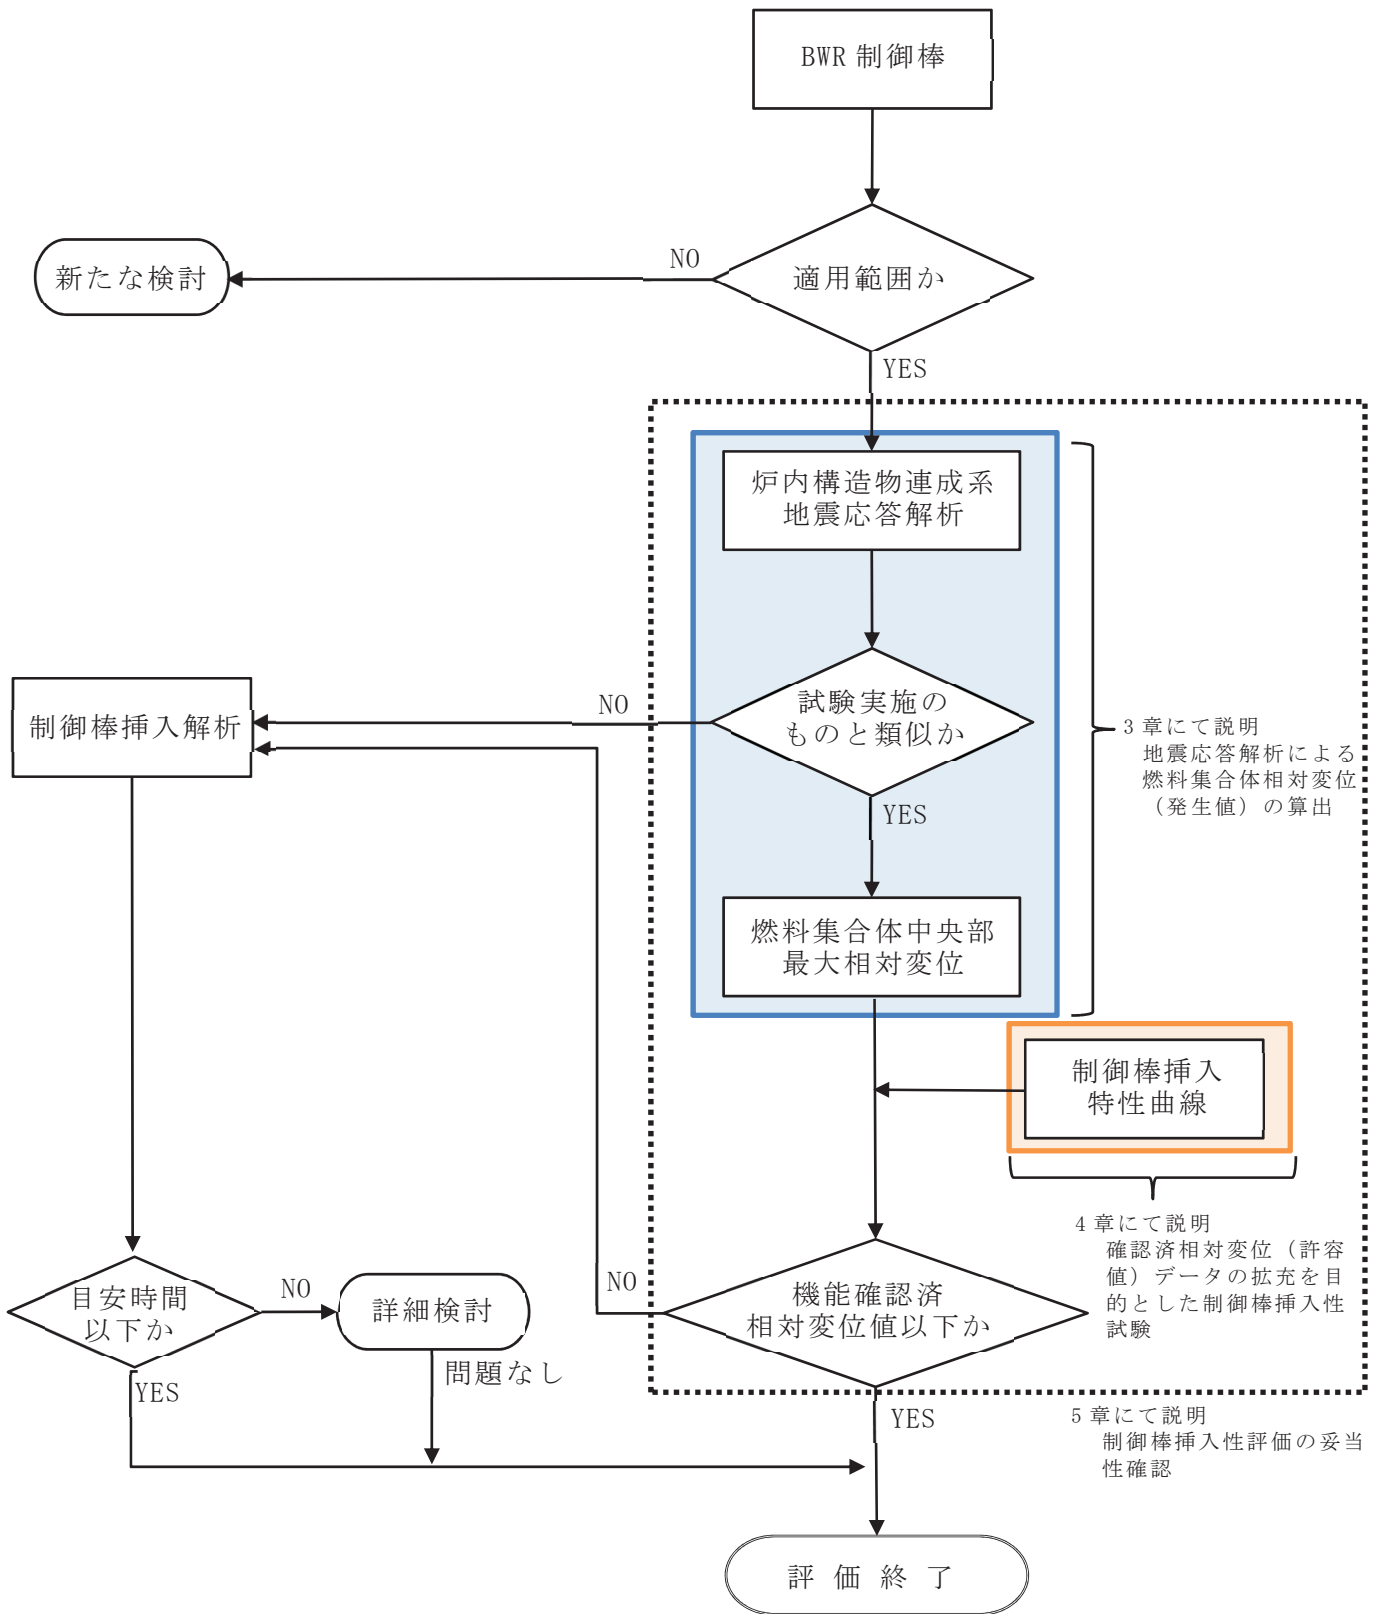 BWR 制御棒
適用範囲か
NO
新たな検討
YES
炉内構造物連成系
地震応答解析
試験実施の
ものと類似か
NO
制御棒挿入解析
YES
3章にて説明
地震応答解析による
燃料集合体相対変位
（発生値）の算出
燃料集合体中央部
最大相対変位
制御棒挿入
特性曲線
4章にて説明
確認済相対変位（許容
値）データの拡充を目
的とした制御棒挿入性
試験
機能確認済
相対変位値以下か
NO
目安時間
以下か
NO
詳細検討
問題なし
YES
YES
5章にて説明
制御棒挿入性評価の妥当
性確認
評 価 終 了